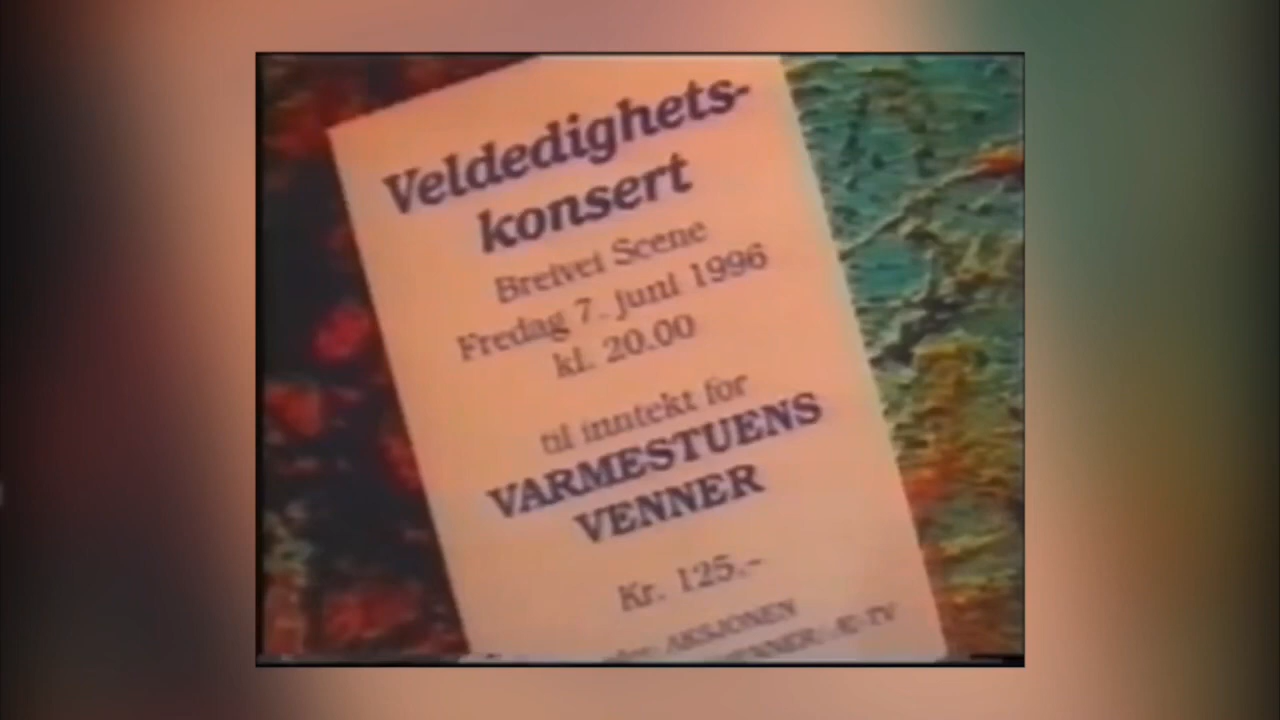 Veldedighets-
konsert
Breivei Scene
Fredag 7. juni 1996
kl. 20.00
til inntekt for
VARMESTUENS
VENNER
Kr. 125.-
AKSJONEN
TV